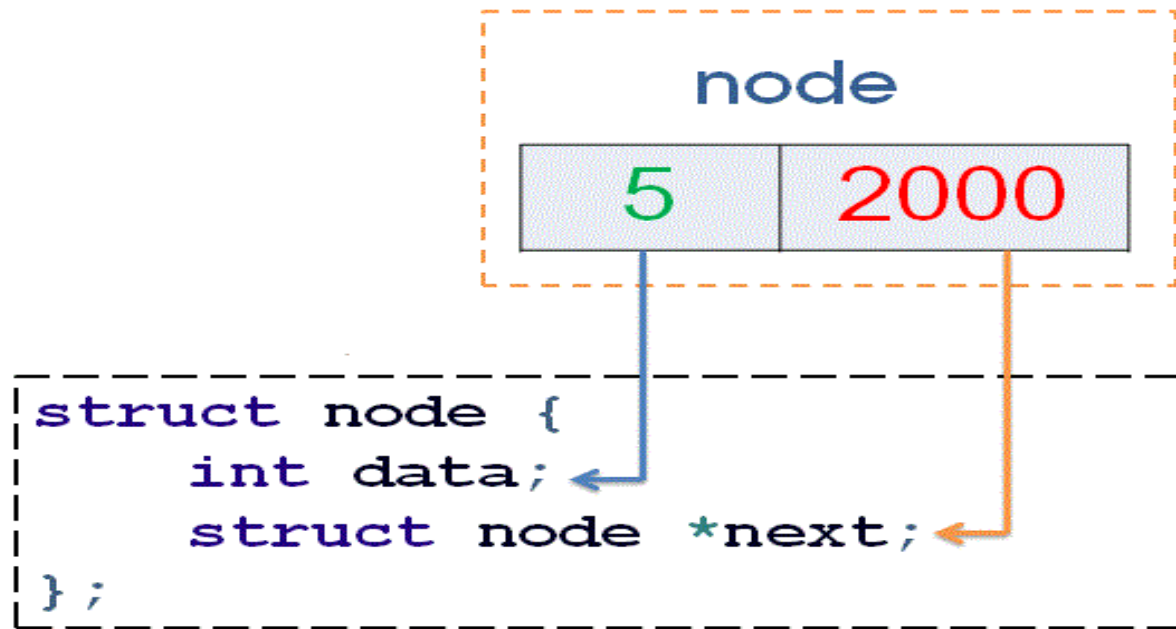 node
5 2000
struct node {
    int data;
    struct node *next;
};